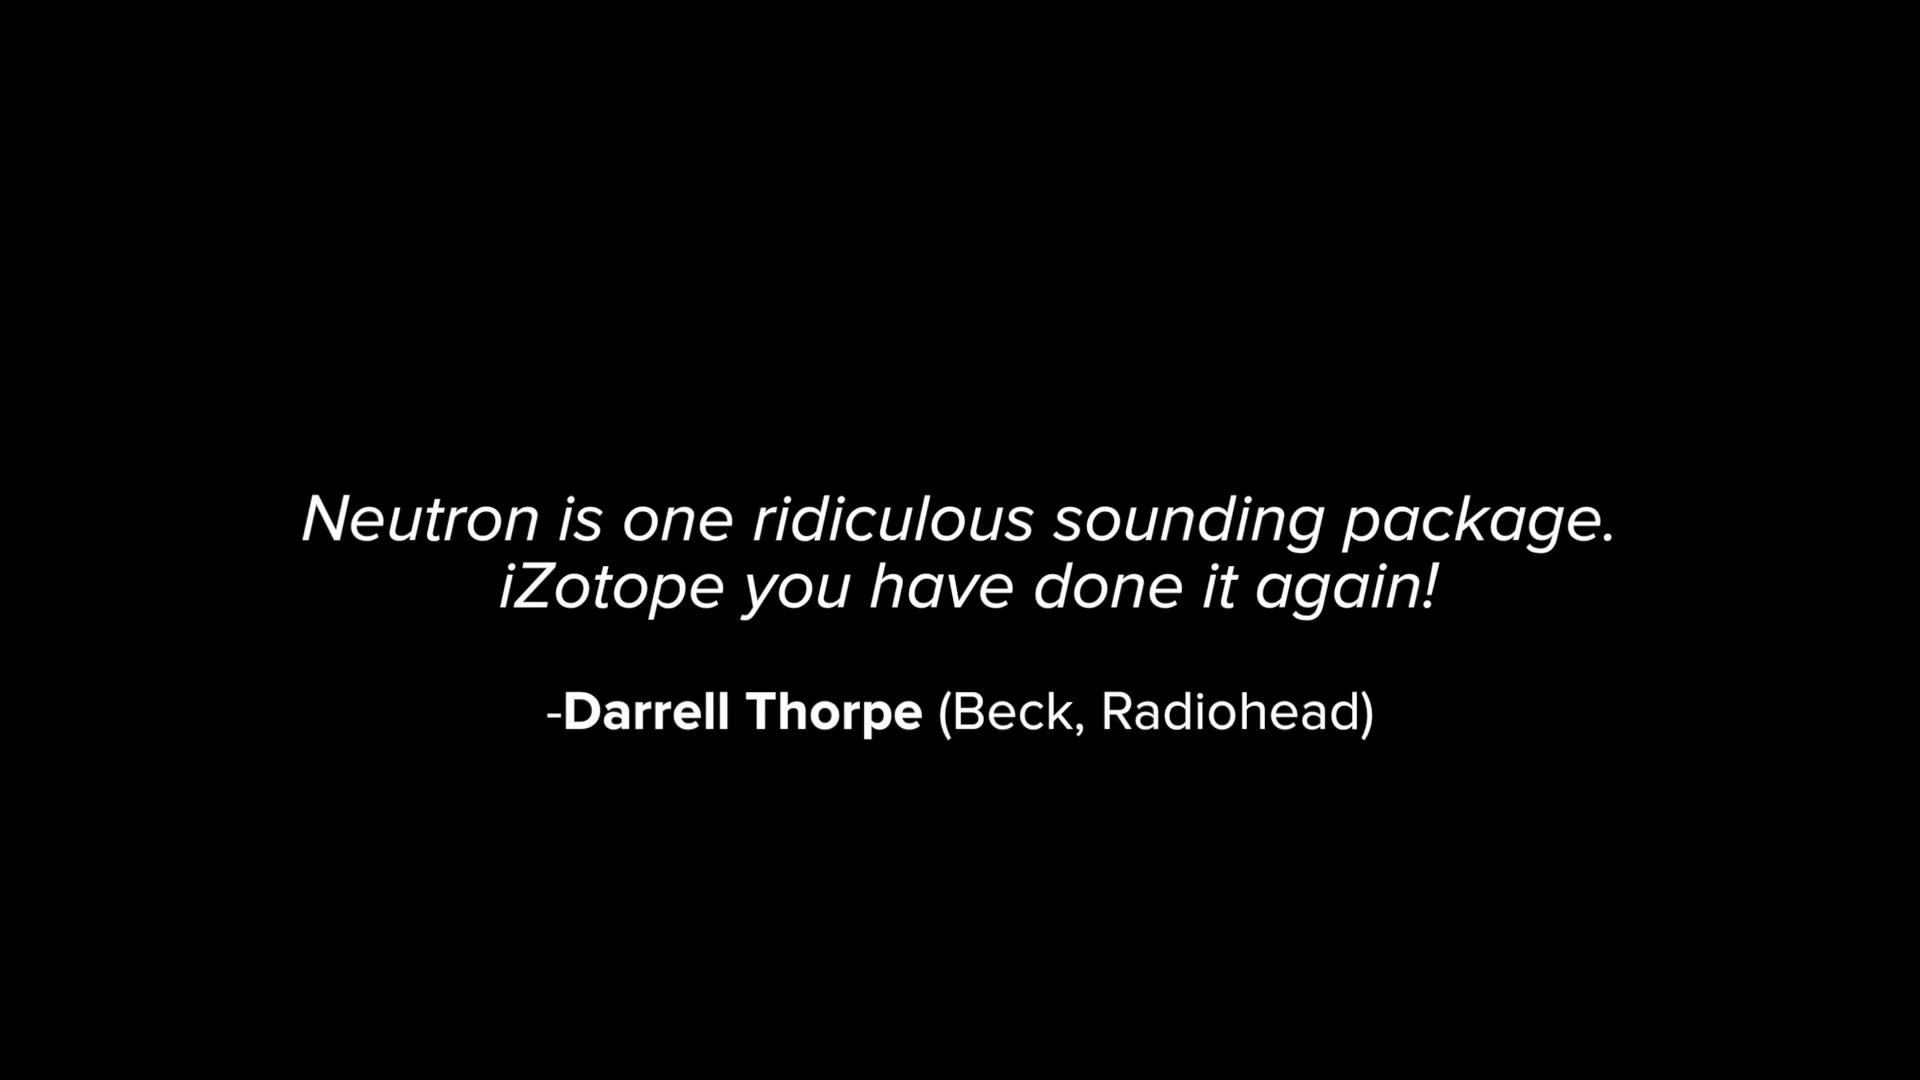 Neutron is one ridiculous sounding package.
iZotope you have done it again!
-Darrell Thorpe (Beck, Radiohead)